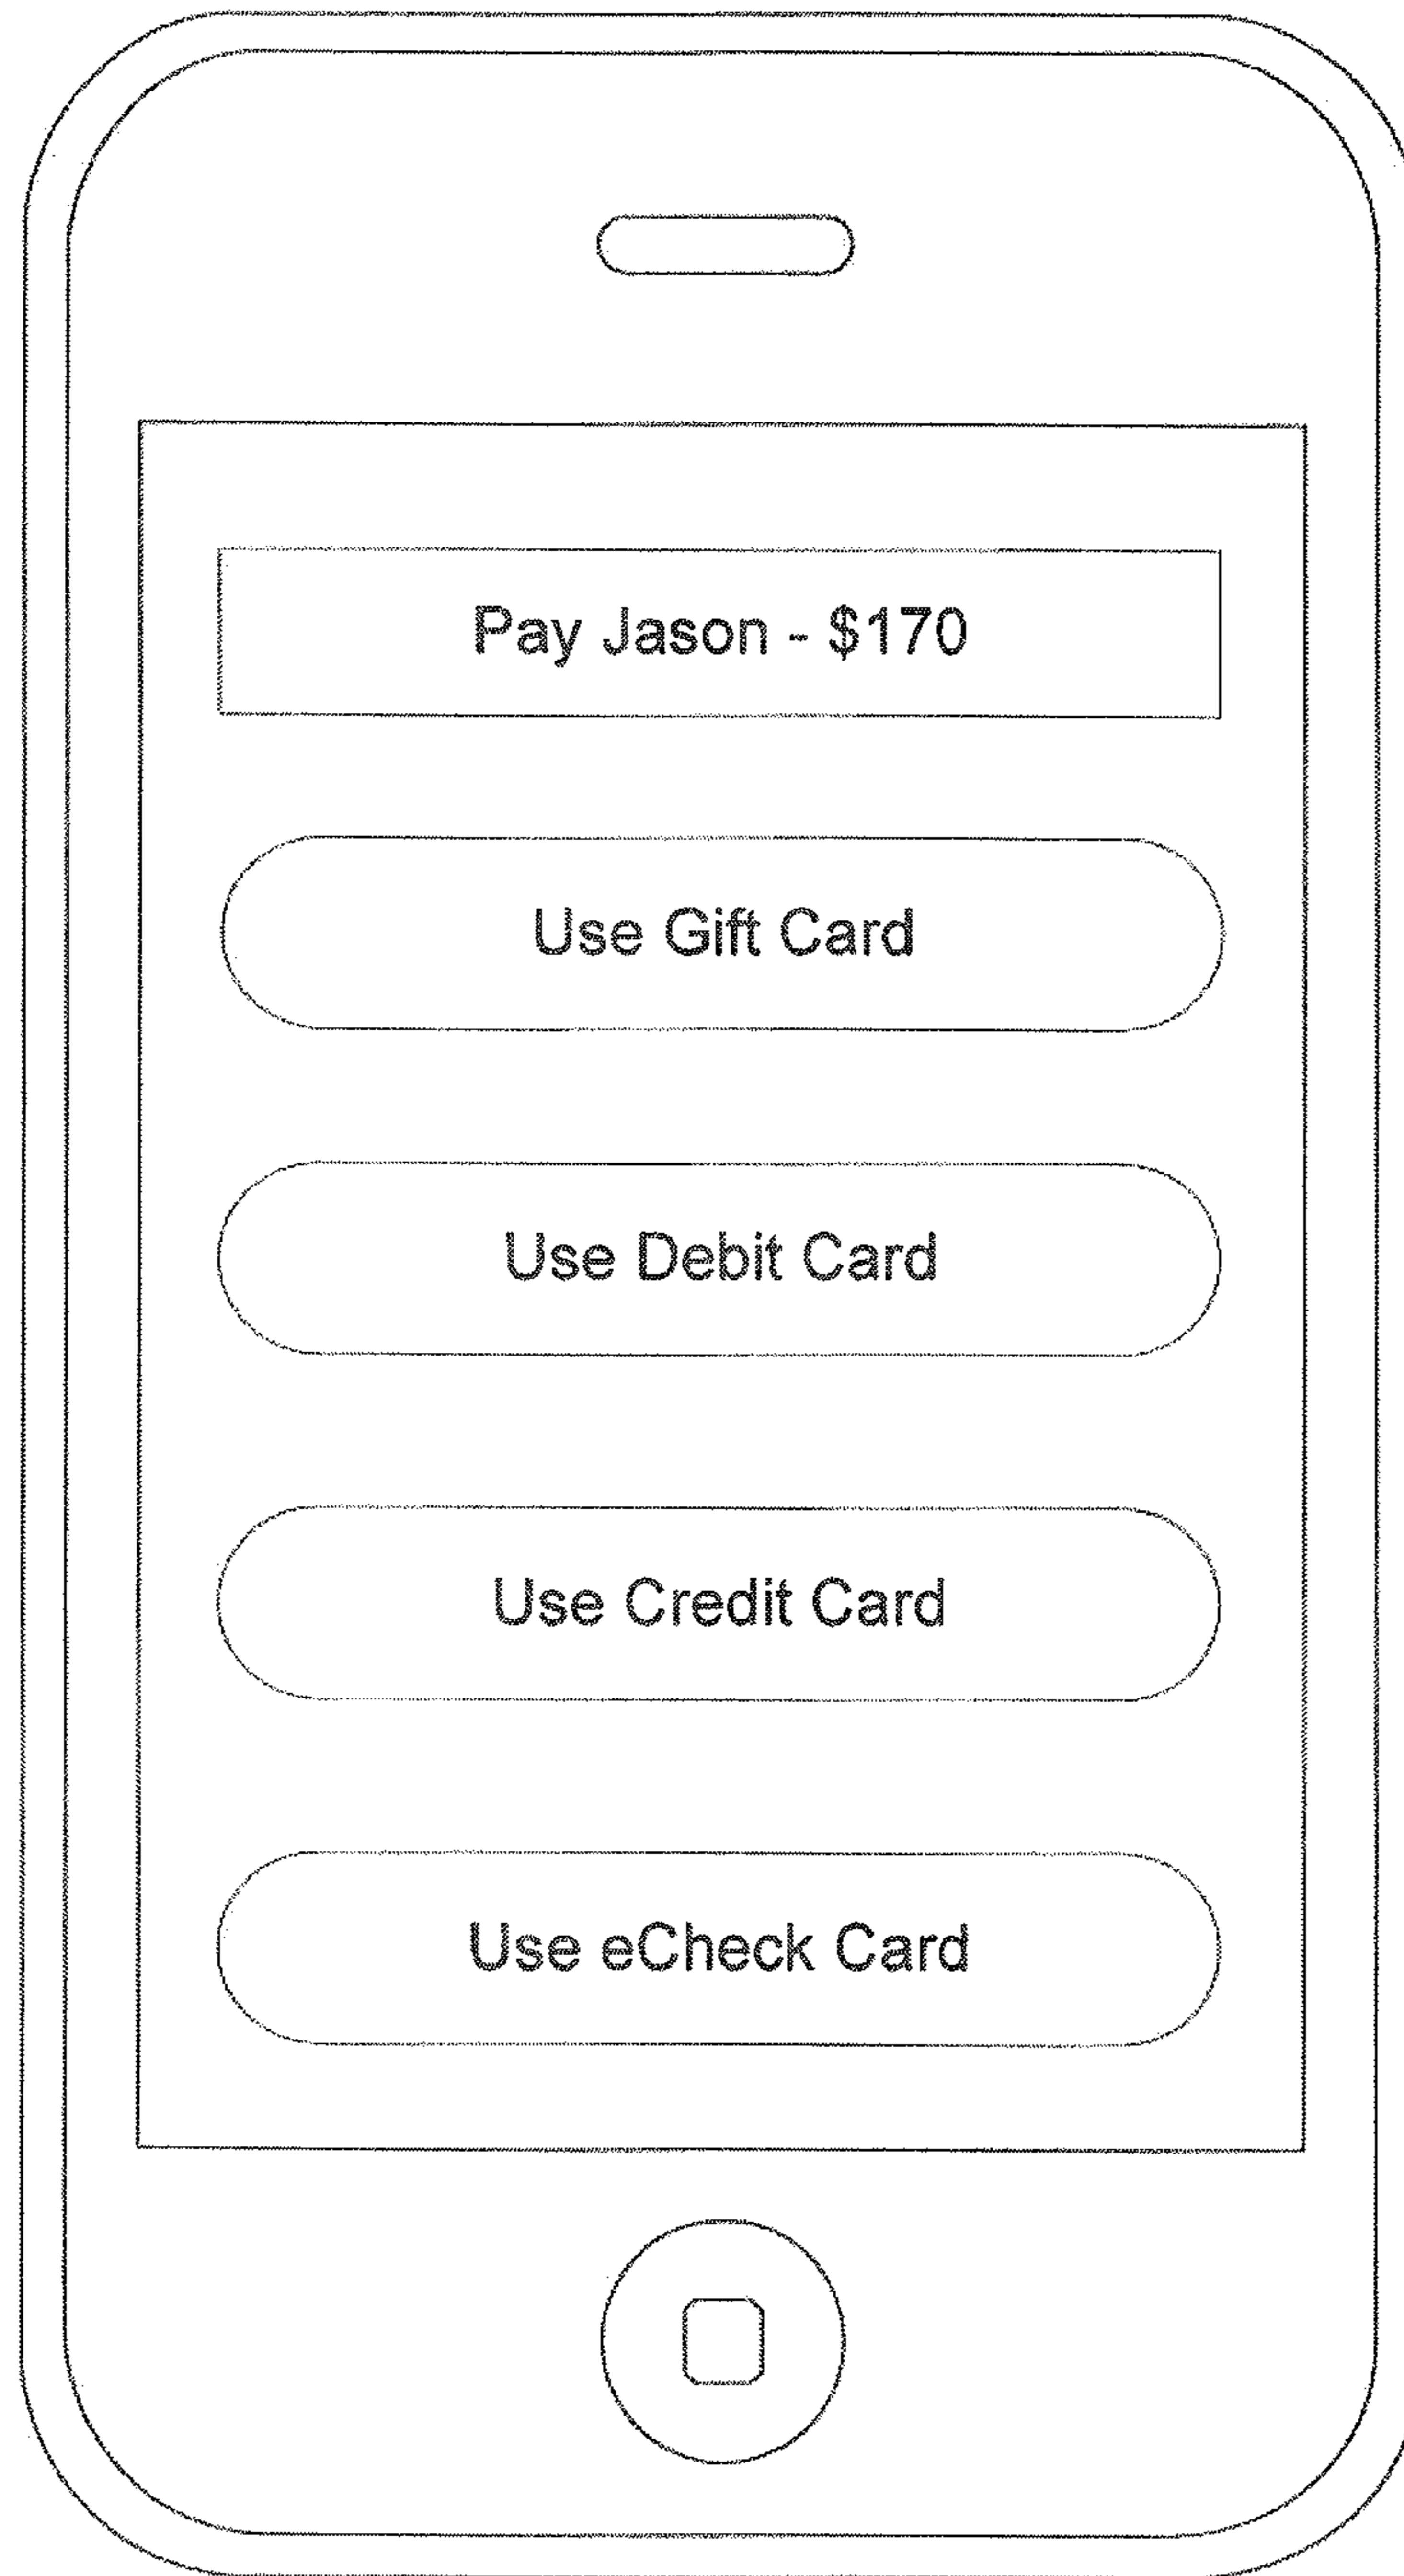 Pay Jason - $170
Use Gift Card
Use Debit Card
Use Credit Card
Use eCheck Card